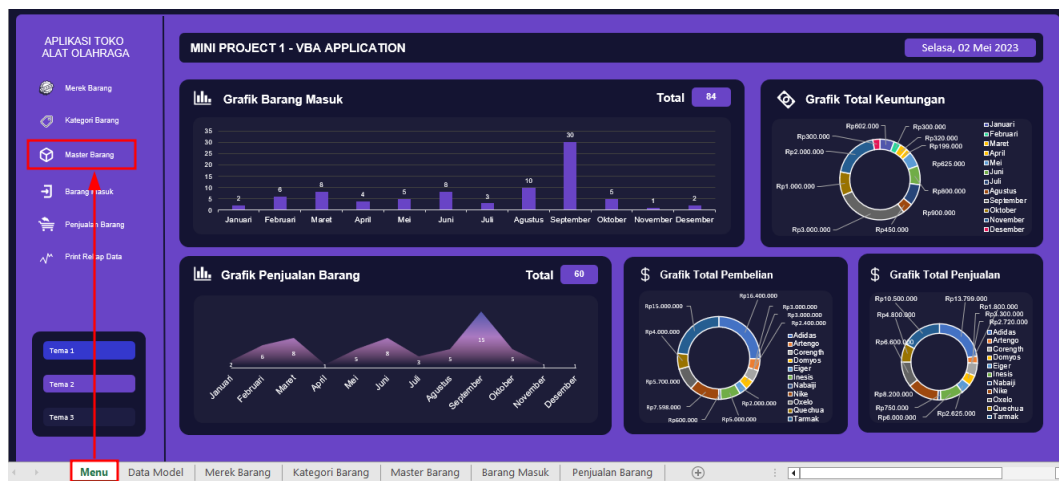 APLIKASI TOKO
ALAT OLAHRAGA
Merek Barang
Kategori Barang
Master Barang
Barang Masuk
Penjualan Barang
Print Rekap Data
Tema 1
Tema 2
Tema 3
MINI PROJECT 1 - VBA APPLICATION
Selasa, 02 Mei 2023
Grafik Barang Masuk
Total 84
35
30
25
20
15
10
5
0
2 6 8 4 5 8 3 10 30 5 1 2
Januari Februari Maret April Mei Juni Juli Agustus September Oktober November Desember
Grafik Total Keuntungan
Rp602.000
Rp300.000
Rp300.000
Rp320.000
Rp199.000
Rp2.000.000
Rp625.000
Rp1.000.000
Rp800.000
Rp900.000
Rp3.000.000
Rp450.000
Januari
Februari
Maret
April
Mei
Juni
Juli
Agustus
September
Oktober
November
Desember
Grafik Penjualan Barang
Total 60
2 6 8 5 8 3 5 15 5
Januari Februari Maret April Mei Juni Juli Agustus September Oktober November Desember
Grafik Total Pembelian
Rp16.400.000
Rp15.000.000
Rp3.000.000
Rp3.000.000
Rp2.400.000
Rp4.000.000
Rp5.700.000
Rp2.000.000
Rp7.598.000
Rp600.000
Rp5.000.000
Adidas
Artengo
Corength
Domyos
Eiger
Inesis
Nabaiji
Nike
Oxelo
Quechua
Tarmak
Grafik Total Penjualan
Rp10.500.000
Rp13.799.000
Rp1.800.000
Rp3.300.000
Rp2.720.000
Rp4.800.000
Rp6.600.000
Rp8.200.000
Rp750.000
Rp6.000.000
Rp2.625.000
Adidas
Artengo
Corength
Domyos
Eiger
Inesis
Nabaiji
Nike
Oxelo
Quechua
Tarmak
Menu Data Model Merek Barang Kategori Barang Master Barang Barang Masuk Penjualan Barang